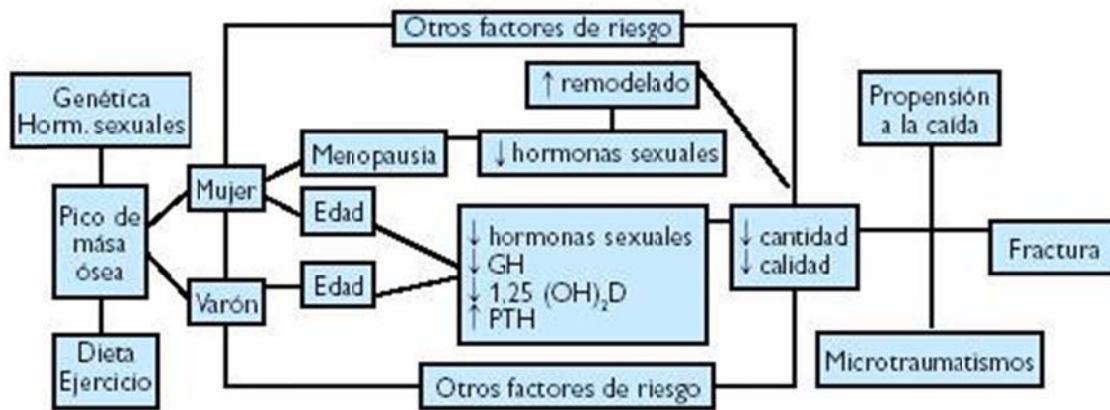 Otros factores de riesgo
Genética
Horm. sexuales
↑ remodelado
Propensión
a la caída
Menopausia
↓ hormonas sexuales
Mujer
Pico de
mása
ósea
Edad
↓ hormonas sexuales
↓ GH
↓ 1,25 (OH)₂D
↑ PTH
↓ cantidad
↓ calidad
Fractura
Varón
Edad
Dieta
Ejercicio
Microtraumatismos
Otros factores de riesgo